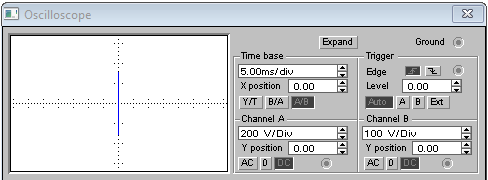 Oscilloscope
Expand Ground
Time base Trigger
5.00ms/div Edge
X position 0.00 Level 0.00
Y/T B/A A/B Auto A B Ext
Channel A Channel B
200 V/Div 100 V/Div
Y position 0.00 Y position 0.00
AC 0 DC AC 0 DC